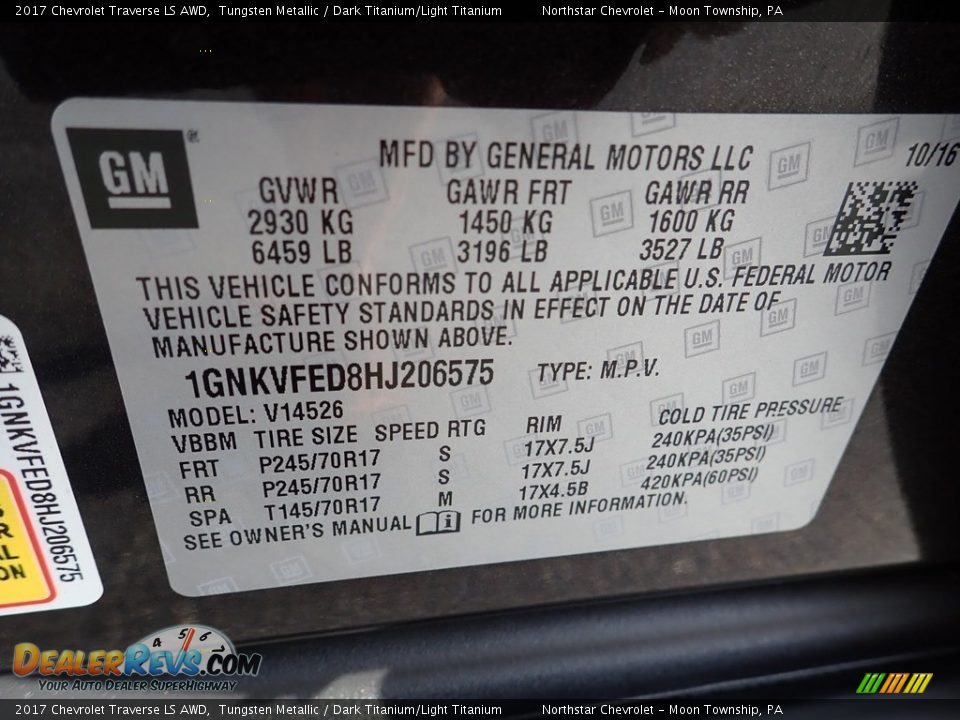 2017 Chevrolet Traverse LS AWD,  Tungsten Metallic / Dark Titanium/Light Titanium    Northstar Chevrolet - Moon Township, PA
GM
MFD BY GENERAL MOTORS LLC 10/16
GVWR GAWR FRT GAWR RR
2930 KG 1450 KG 1600 KG
6459 LB 3196 LB 3527 LB
THIS VEHICLE CONFORMS TO ALL APPLICABLE U.S. FEDERAL MOTOR
VEHICLE SAFETY STANDARDS IN EFFECT ON THE DATE OF
MANUFACTURE SHOWN ABOVE.
1GNKVFED8HJ206575 TYPE: M.P.V.
MODEL: V14526
VBBM TIRE SIZE SPEED RTG RIM COLD TIRE PRESSURE
FRT P245/70R17 S 17X7.5J 240KPA(35PSI)
RR P245/70R17 S 17X7.5J 240KPA(35PSI)
SPA T145/70R17 M 17X4.5B 420KPA(60PSI)
SEE OWNER'S MANUAL FOR MORE INFORMATION.
1GNKVFED8HJ206575
4 5 6
DEALERREVS.COM
YOUR AUTO DEALER SUPERHIGHWAY
2017 Chevrolet Traverse LS AWD,  Tungsten Metallic / Dark Titanium/Light Titanium    Northstar Chevrolet - Moon Township, PA